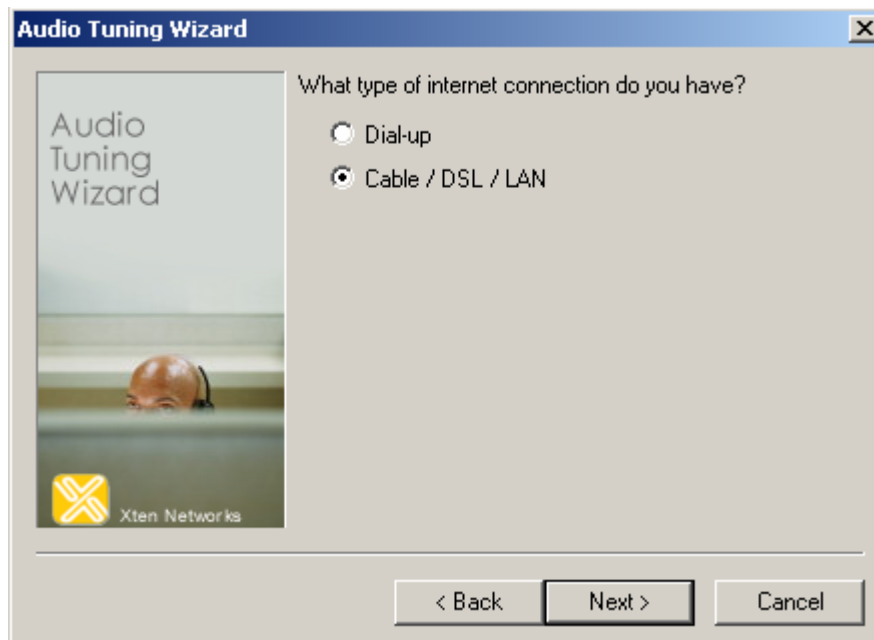 Audio Tuning Wizard
What type of internet connection do you have?
Audio
Tuning
Wizard
Dial-up
Cable / DSL / LAN
Xten Networks
< Back
Next >
Cancel